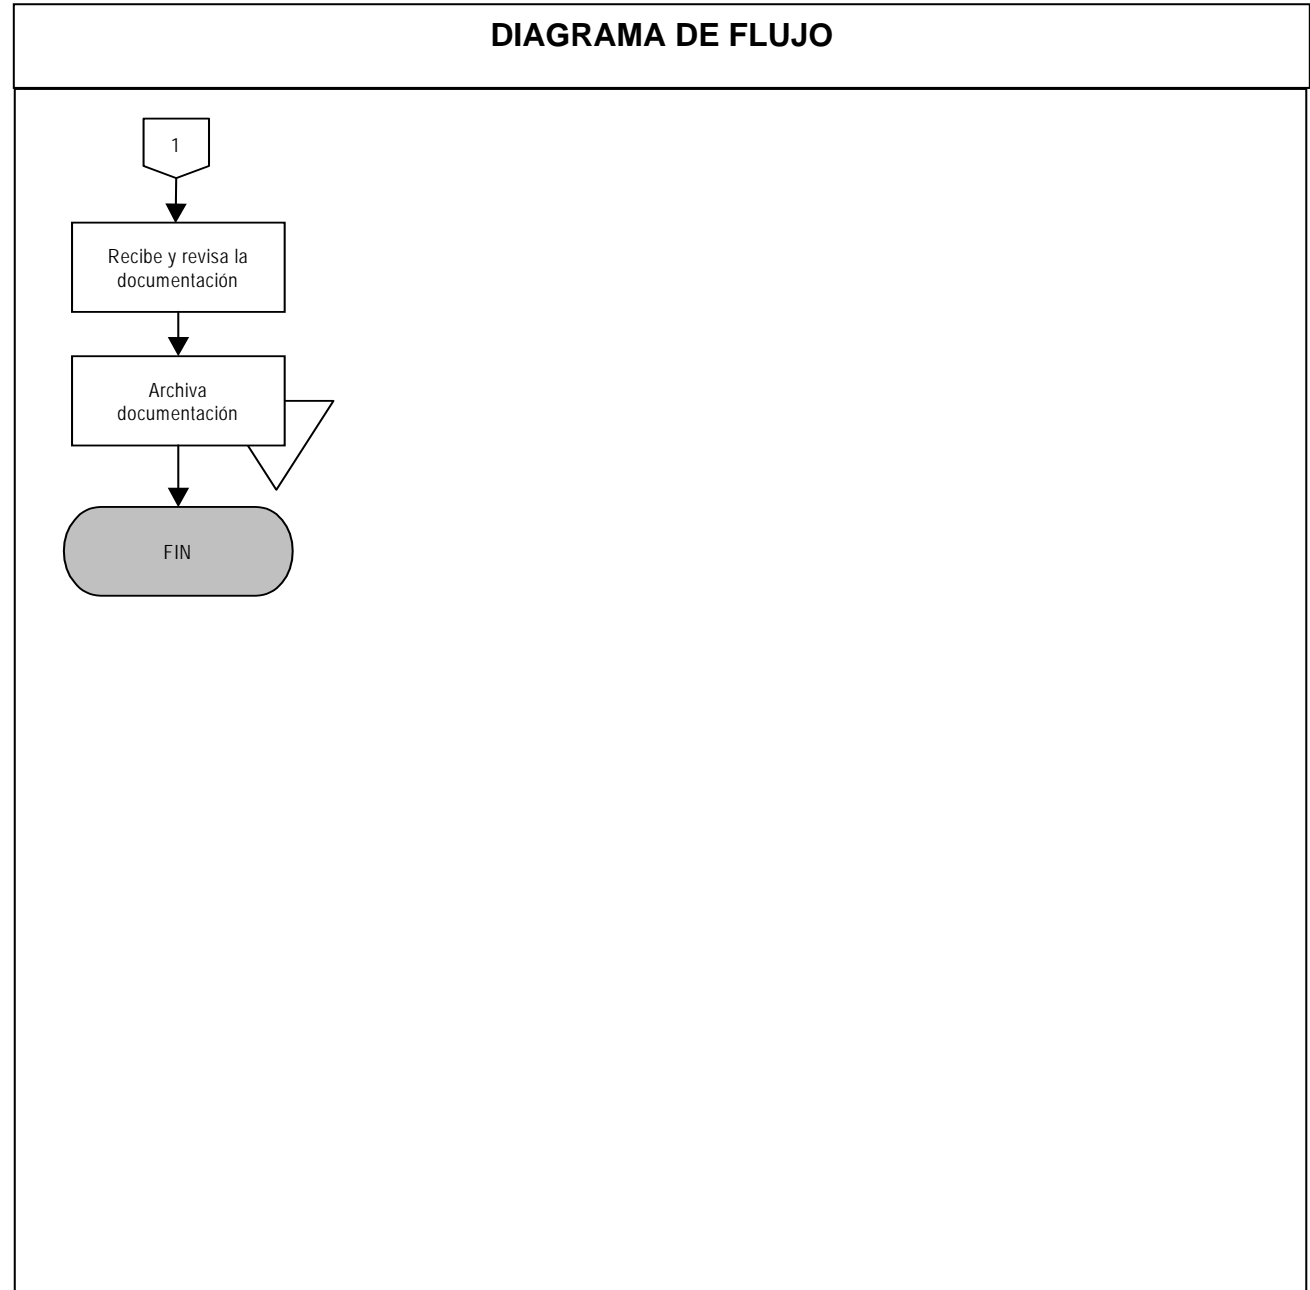 DIAGRAMA DE FLUJO
1
Recibe y revisa la
documentación
Archiva
documentación
FIN